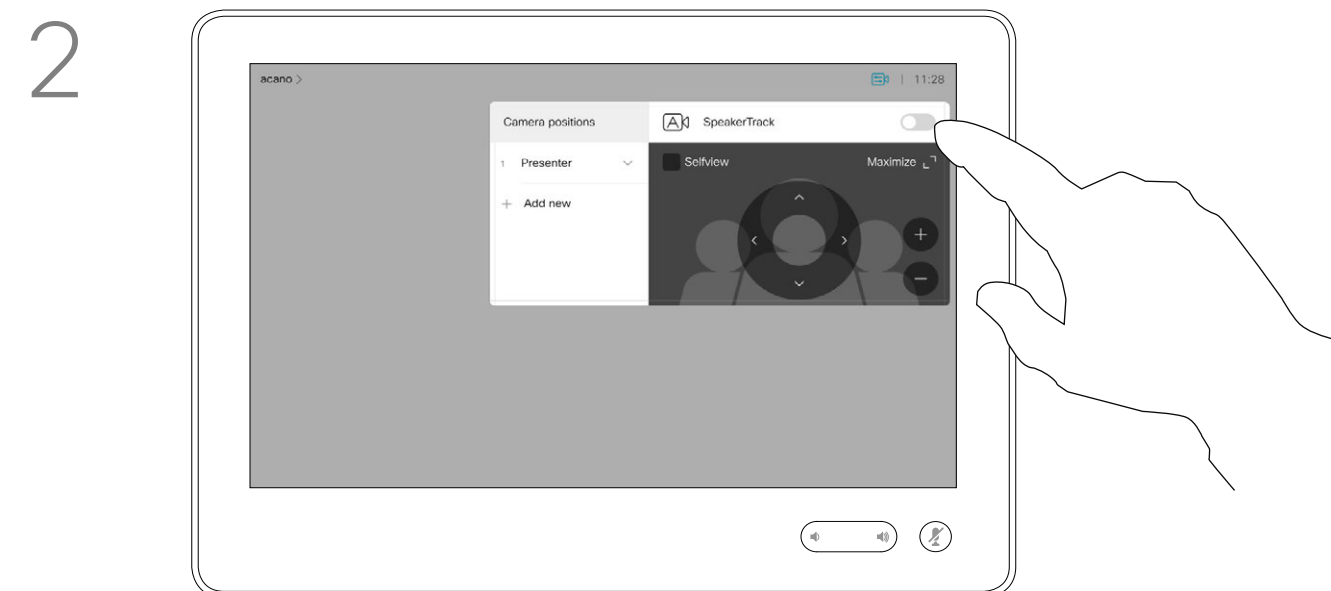 2
acano >
11:28
Camera positions
A
SpeakerTrack
1 Presenter
Selfview
Maximize
+ Add new
+
−